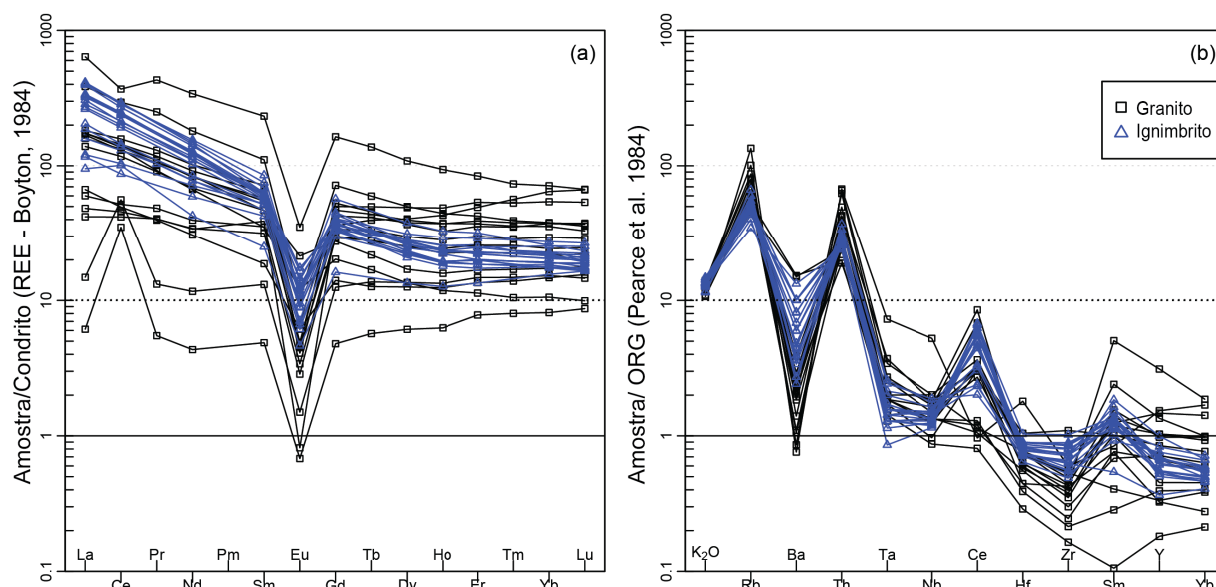 Amostra/Condrito (REE - Boyton, 1984)
1000
100
10
1
0.1
(a)
La
Ce
Pr
Nd
Pm
Sm
Eu
Gd
Tb
Dy
Ho
Er
Tm
Yb
Lu
Amostra/ ORG (Pearce et al. 1984)
1000
100
10
1
0.1
(b)
Granito
Ignimbrito
K2O
Rb
Ba
Th
Ta
Nb
Ce
Hf
Zr
Sm
Y
Yb